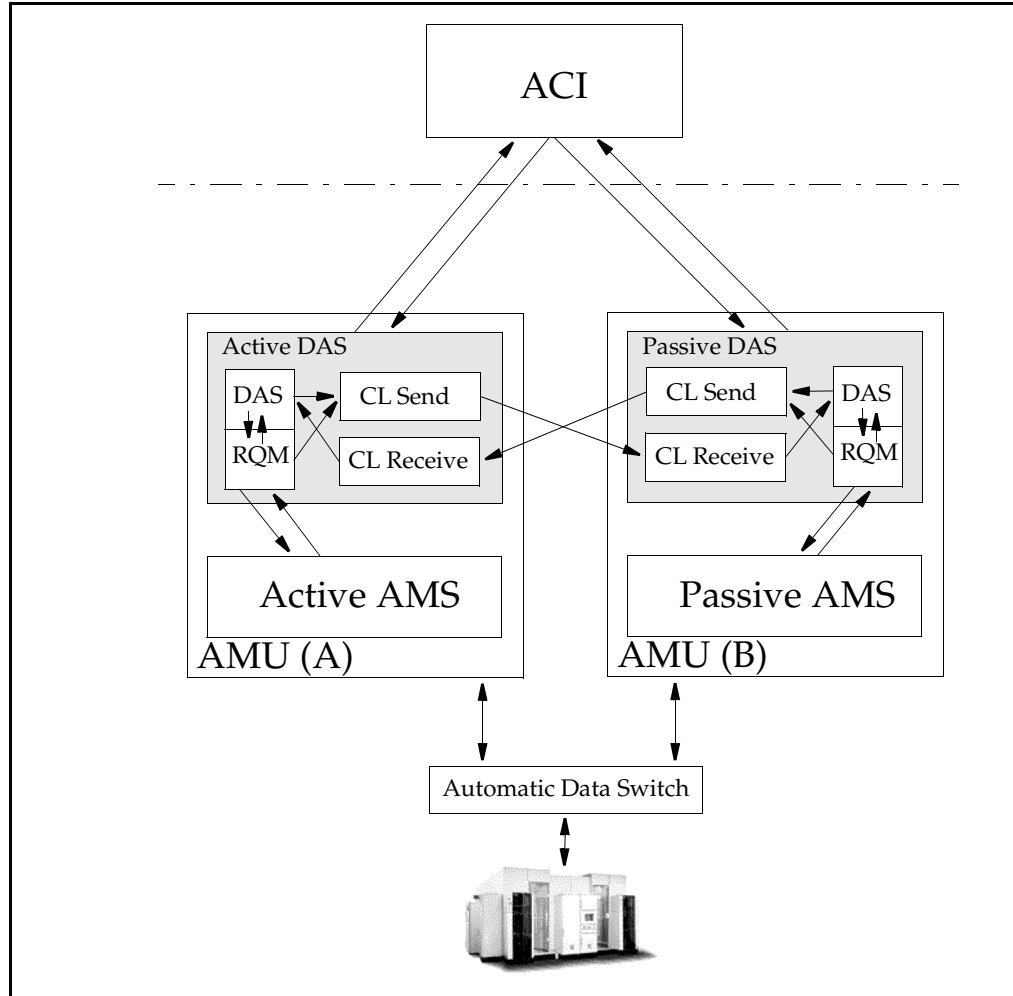 ACI
Active DAS
DAS
RQM
CL Send
CL Receive
Active AMS
AMU (A)
Passive DAS
CL Send
CL Receive
DAS
RQM
Passive AMS
AMU (B)
Automatic Data Switch